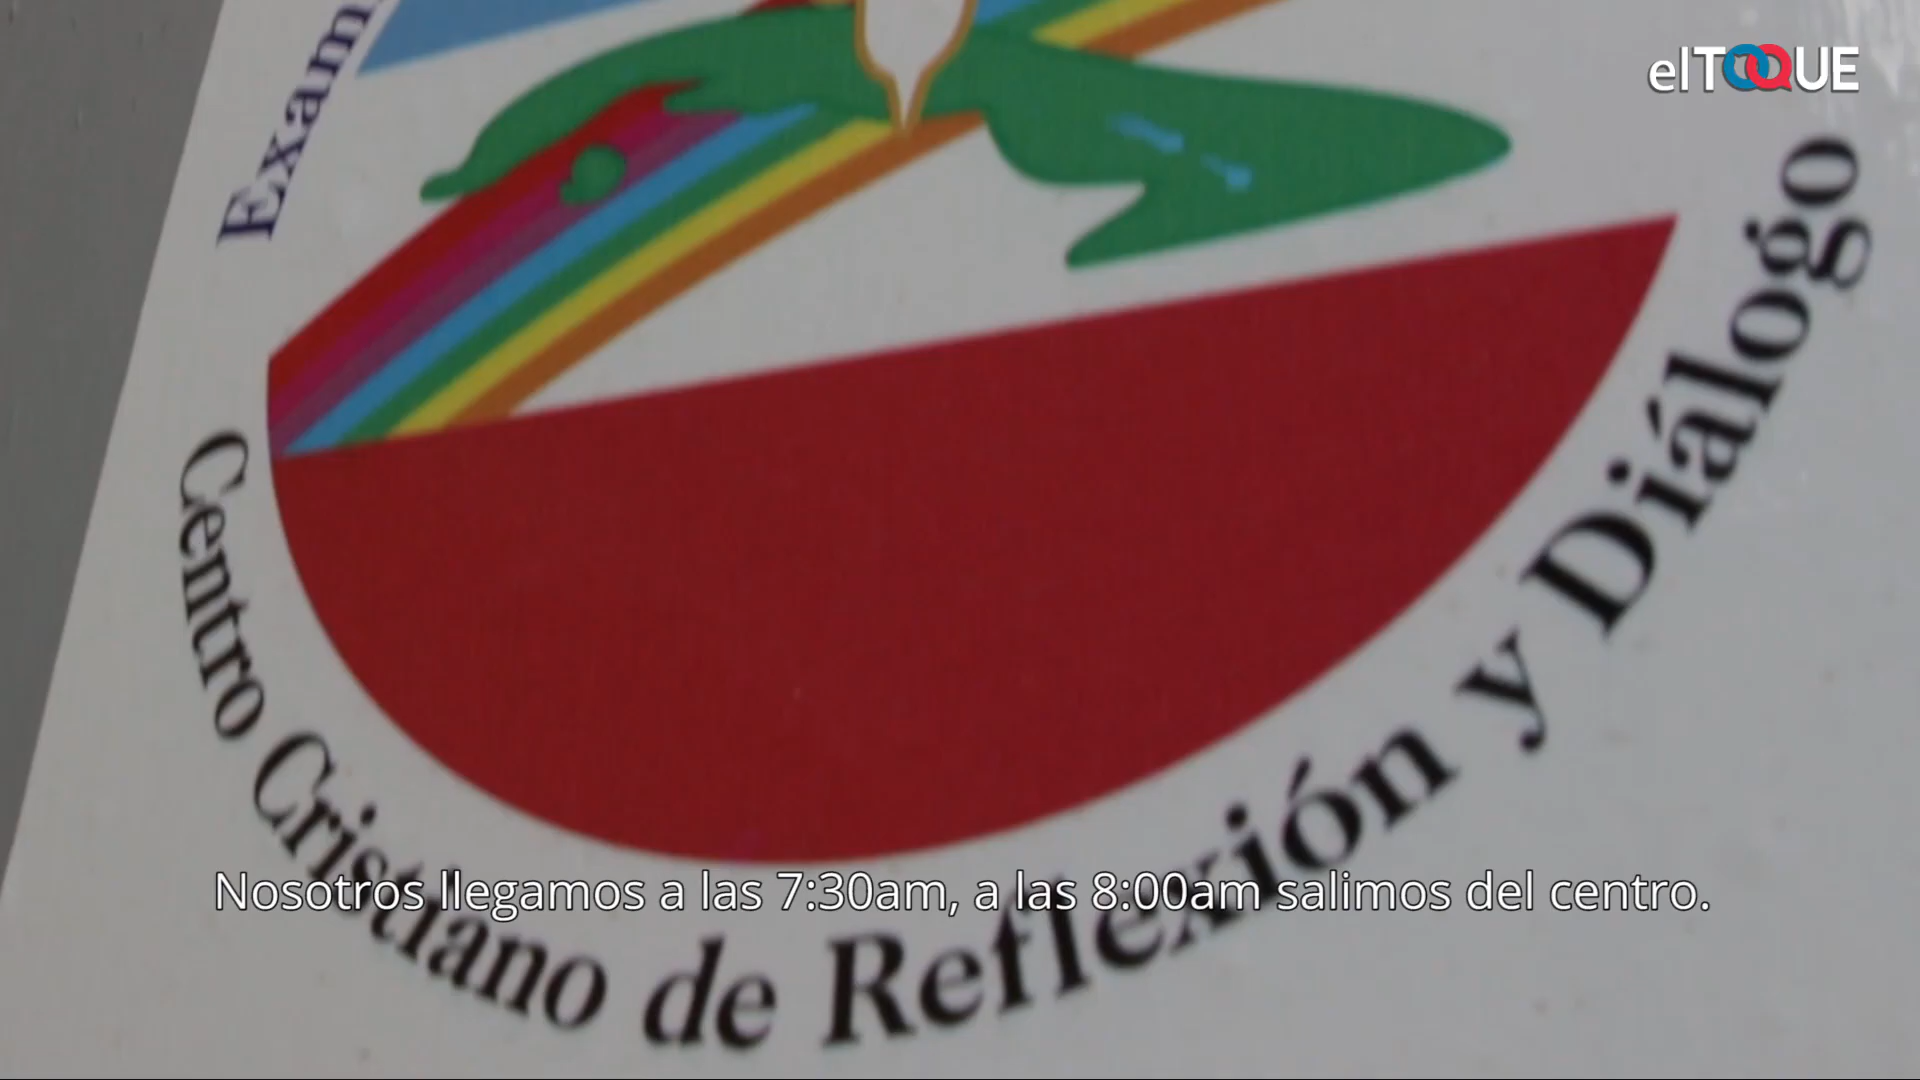 elTOQUE
Exam
Centro Cristiano de Reflexión y Diálogo
Nosotros llegamos a las 7:30am, a las 8:00am salimos del centro.